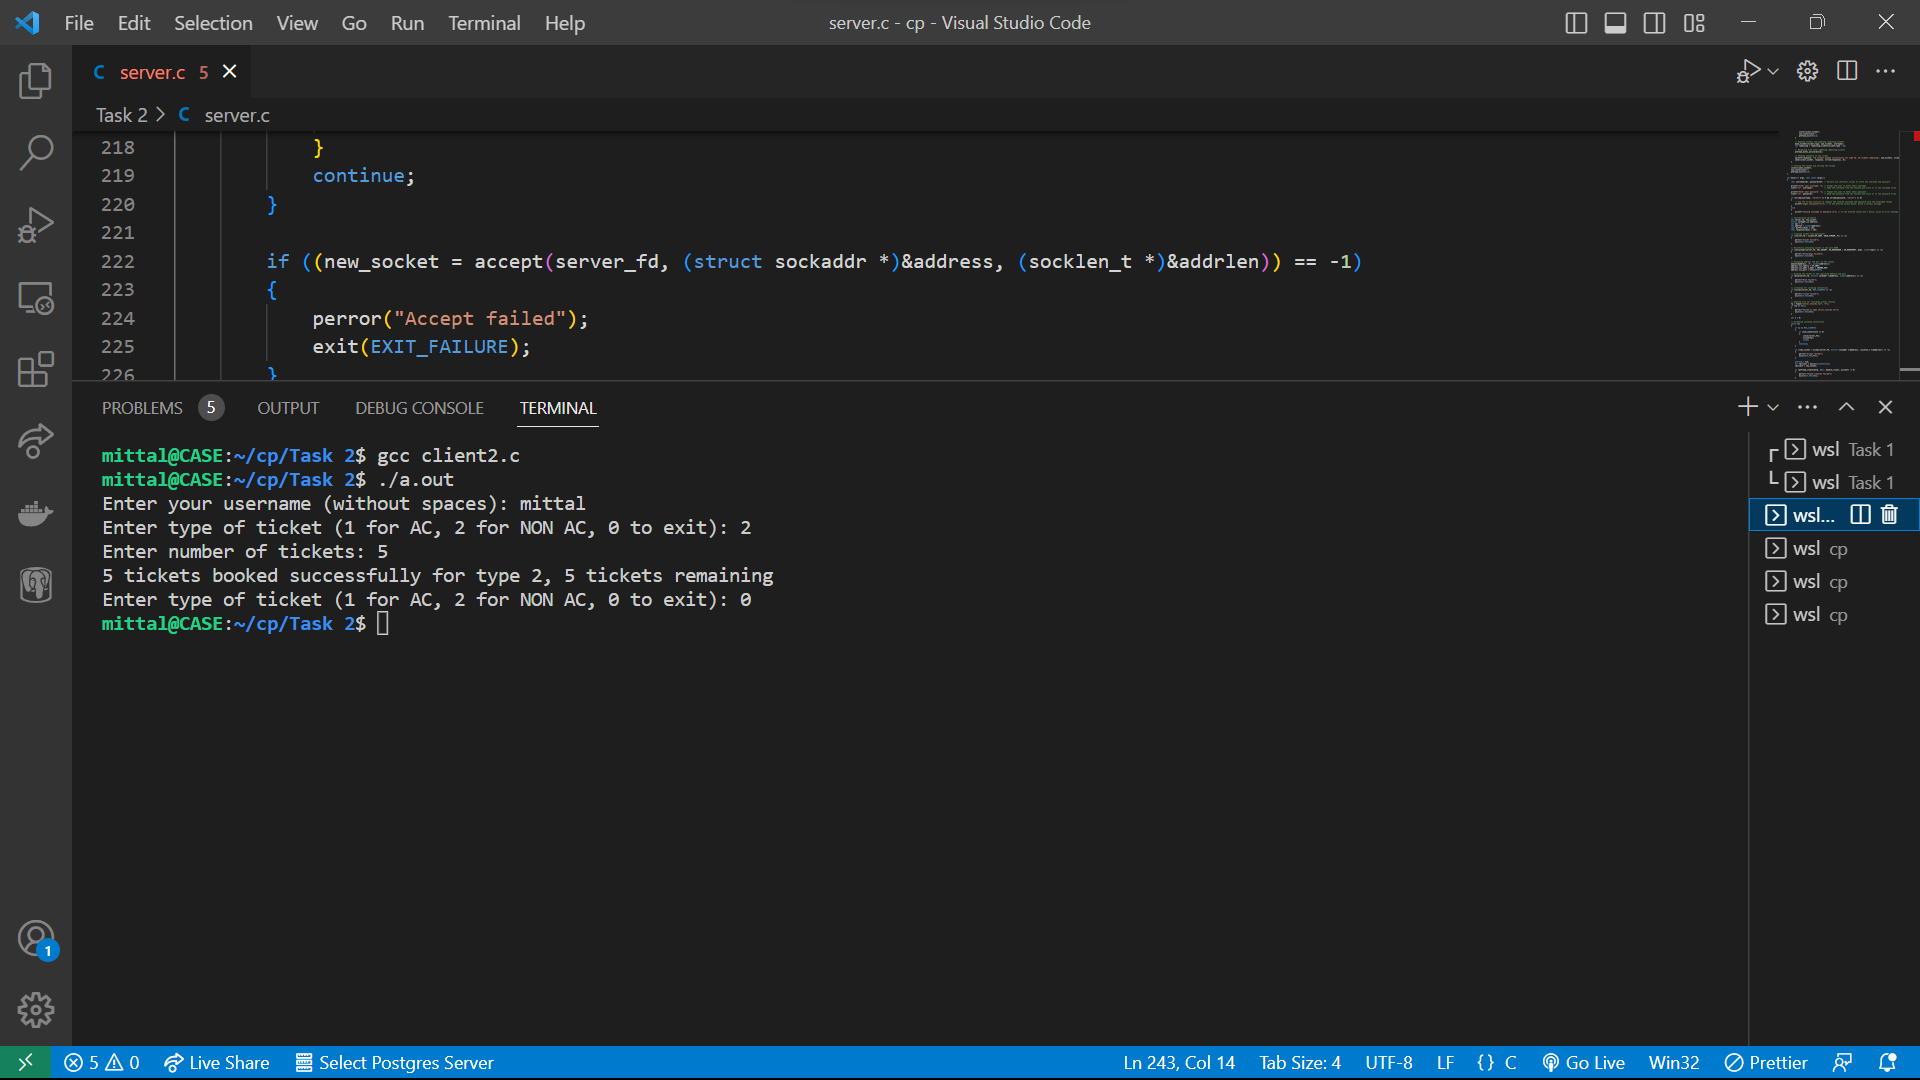 File Edit Selection View Go Run Terminal Help
server.c - cp - Visual Studio Code
C server.c 5
Task 2 > C server.c
218 }
219 continue;
220 }
221
222 if ((new_socket = accept(server_fd, (struct sockaddr *)&address, (socklen_t *)&addrlen)) == -1)
223 {
224 perror("Accept failed");
225 exit(EXIT_FAILURE);
226 }
PROBLEMS 5 OUTPUT DEBUG CONSOLE TERMINAL
mittal@CASE:~/cp/Task 2$ gcc client2.c
mittal@CASE:~/cp/Task 2$ ./a.out
Enter your username (without spaces): mittal
Enter type of ticket (1 for AC, 2 for NON AC, 0 to exit): 2
Enter number of tickets: 5
5 tickets booked successfully for type 2, 5 tickets remaining
Enter type of ticket (1 for AC, 2 for NON AC, 0 to exit): 0
mittal@CASE:~/cp/Task 2$
wsl Task 1
wsl Task 1
wsl...
wsl cp
wsl cp
wsl cp
1
5 0 Live Share Select Postgres Server Ln 243, Col 14 Tab Size: 4 UTF-8 LF {} C Go Live Win32 Prettier